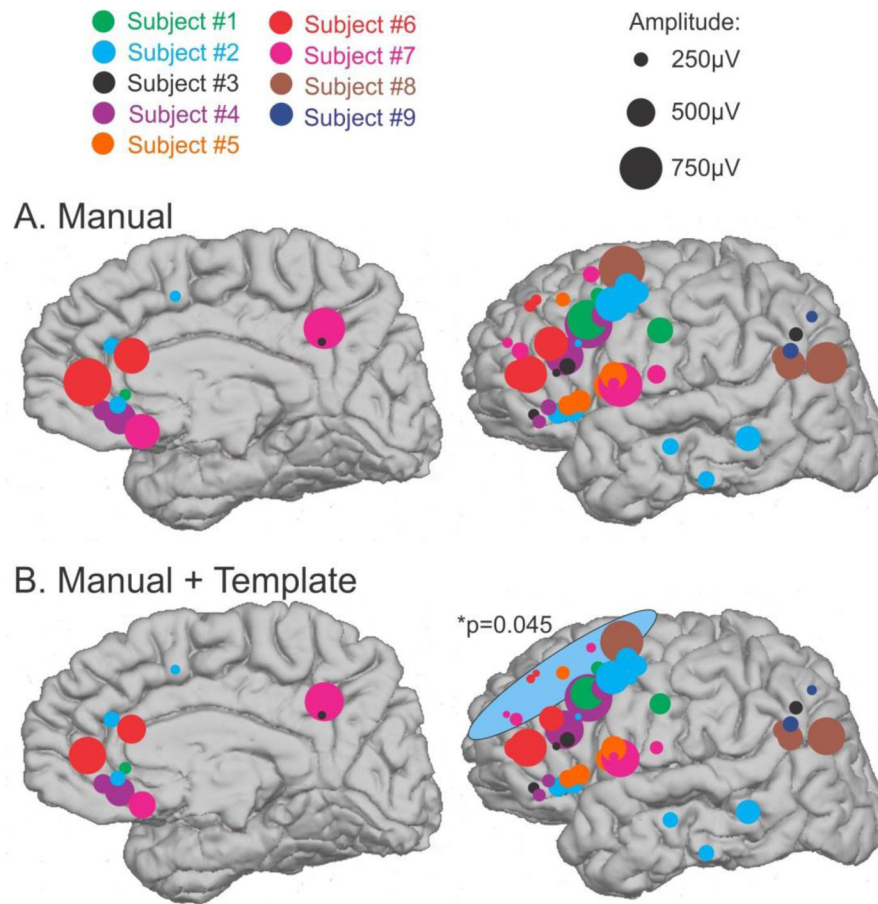 Subject #1
Subject #2
Subject #3
Subject #4
Subject #5
Subject #6
Subject #7
Subject #8
Subject #9
Amplitude:
250µV
500µV
750µV
A. Manual
B. Manual + Template
*p=0.045